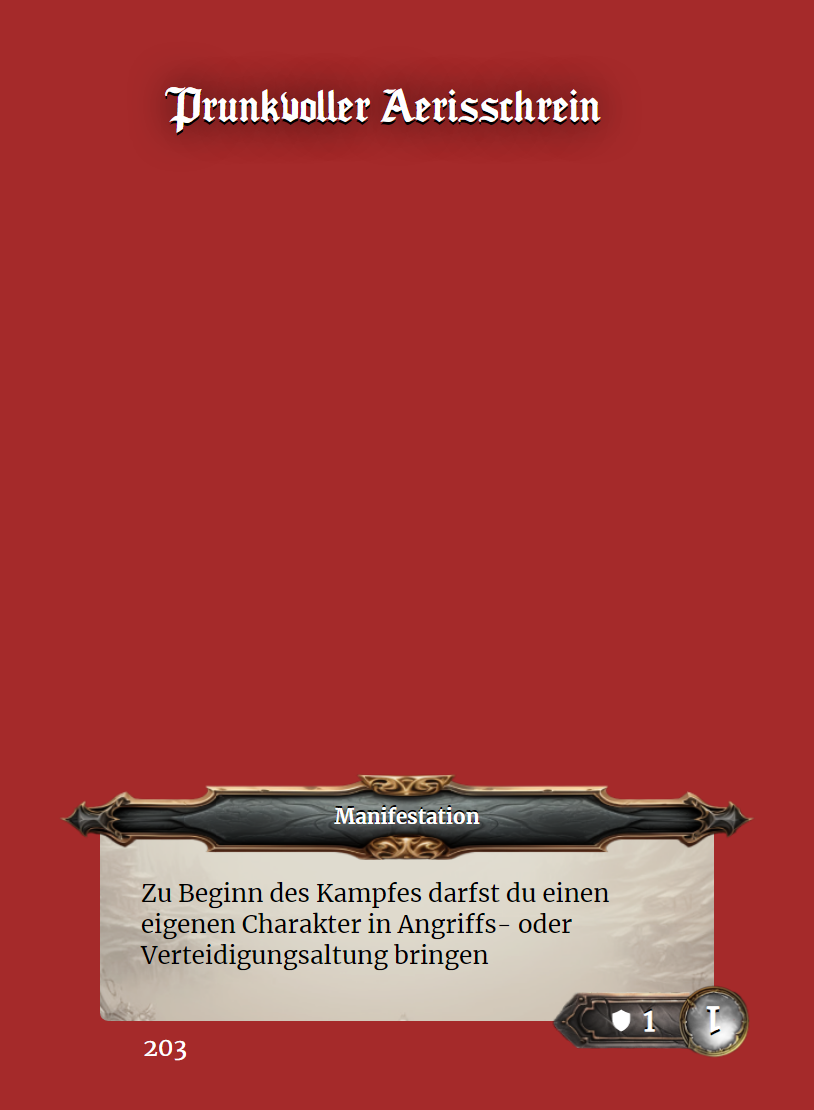 Prunkvoller Aerisschrein
Manifestation
Zu Beginn des Kampfes darfst du einen
eigenen Charakter in Angriffs- oder
Verteidigungsaltung bringen
1
203